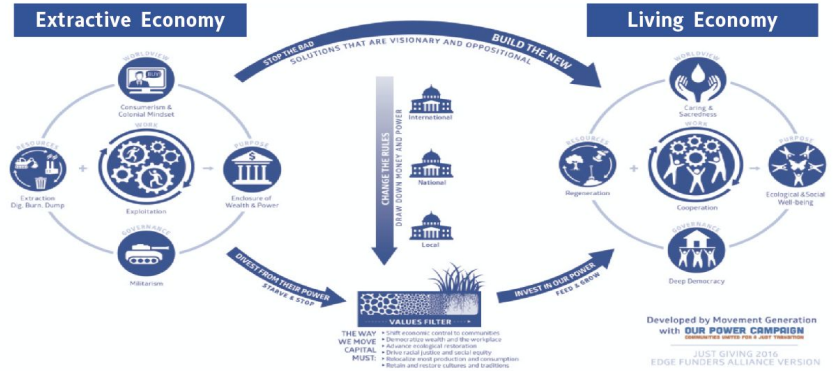 Extractive Economy
Living Economy
STOP THE BAD
BUILD THE NEW
SOLUTIONS THAT ARE VISIONARY AND OPPOSITIONAL
WORLDVIEW
BUY!
Consumerism &
Colonial Mindset
RESOURCES
WORK
PURPOSE
+
→
$
Extraction
Dig, Burn, Dump
Exploitation
Enclosure of
Wealth & Power
GOVERNANCE
Militarism
CHANGE THE RULES
DRAW DOWN MONEY AND POWER
International
National
Local
WORLDVIEW
Caring &
Sacredness
RESOURCES
WORK
PURPOSE
+
→
Regeneration
Cooperation
Ecological & Social
Well-being
GOVERNANCE
Deep Democracy
DIVEST FROM THEIR POWER
STARVE & STOP
INVEST IN OUR POWER
FEED & GROW
VALUES FILTER
THE WAY
WE MOVE
CAPITAL
MUST:
• Shift economic control to communities
• Democratize wealth and the workplace
• Advance ecological restoration
• Drive racial justice and social equity
• Relocalize most production and consumption
• Retain and restore cultures and traditions
Developed by Movement Generation
with OUR POWER CAMPAIGN
COMMUNITIES UNITED FOR A JUST TRANSITION
JUST GIVING 2016
EDGE FUNDERS ALLIANCE VERSION